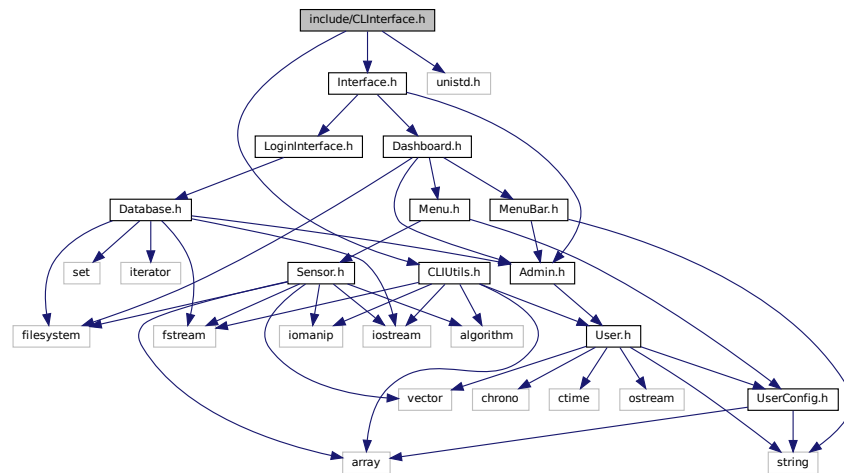 include/CLInterface.h
Interface.h
unistd.h
LoginInterface.h
Dashboard.h
Database.h
Menu.h
MenuBar.h
set
iterator
Sensor.h
CLIUtils.h
Admin.h
filesystem
fstream
iomanip
iostream
algorithm
User.h
vector
chrono
ctime
ostream
UserConfig.h
array
string